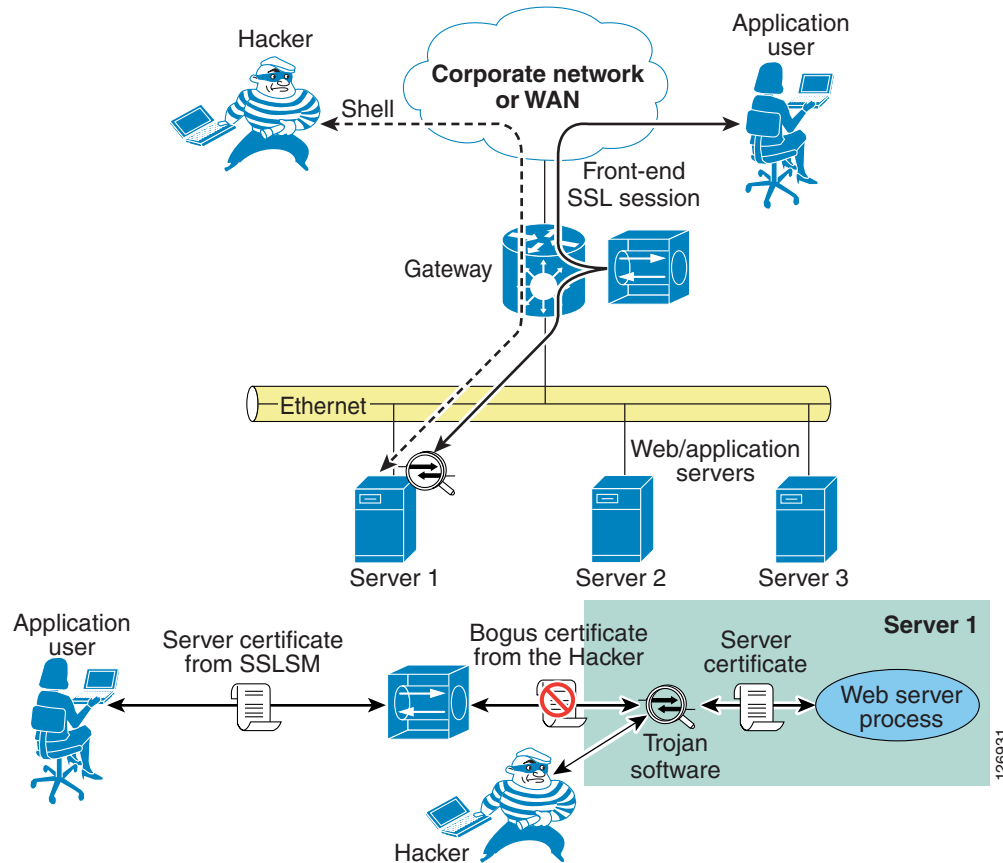 Hacker
Application
user
Corporate network
or WAN
Shell
Front-end
SSL session
Gateway
Ethernet
Web/application
servers
Server 1
Server 2
Server 3
Application
user
Server certificate
from SSLSM
Bogus certificate
from the Hacker
Server
certificate
Server 1
Web server
process
Trojan
software
Hacker
126931